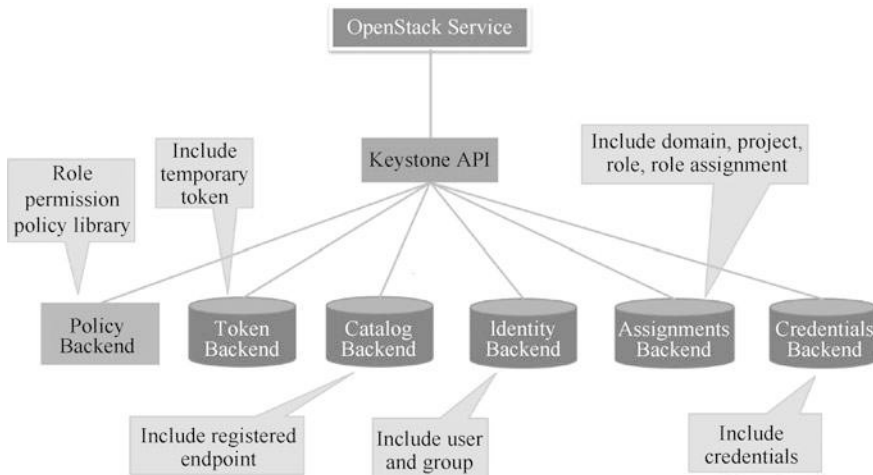 OpenStack Service
Keystone API
Include domain, project,
role, role assignment
Include
temporary
token
Role
permission
policy library
Policy
Backend
Token
Backend
Catalog
Backend
Identity
Backend
Assignments
Backend
Credentials
Backend
Include registered
endpoint
Include user
and group
Include
credentials